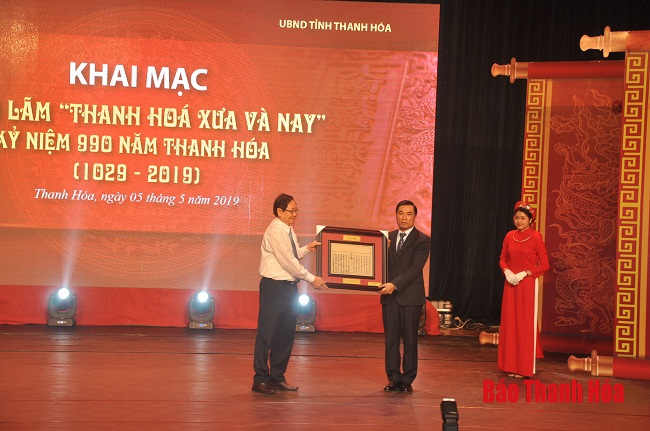 UBND TỈNH THANH HÓA
KHAI MẠC
LÃM "THANH HOÁ XƯA VÀ NAY"
KỶ NIỆM 990 NĂM THANH HÓA
(1029 - 2019)
Thanh Hóa, ngày 05 tháng 5 năm 2019
Báo Thanh Hóa